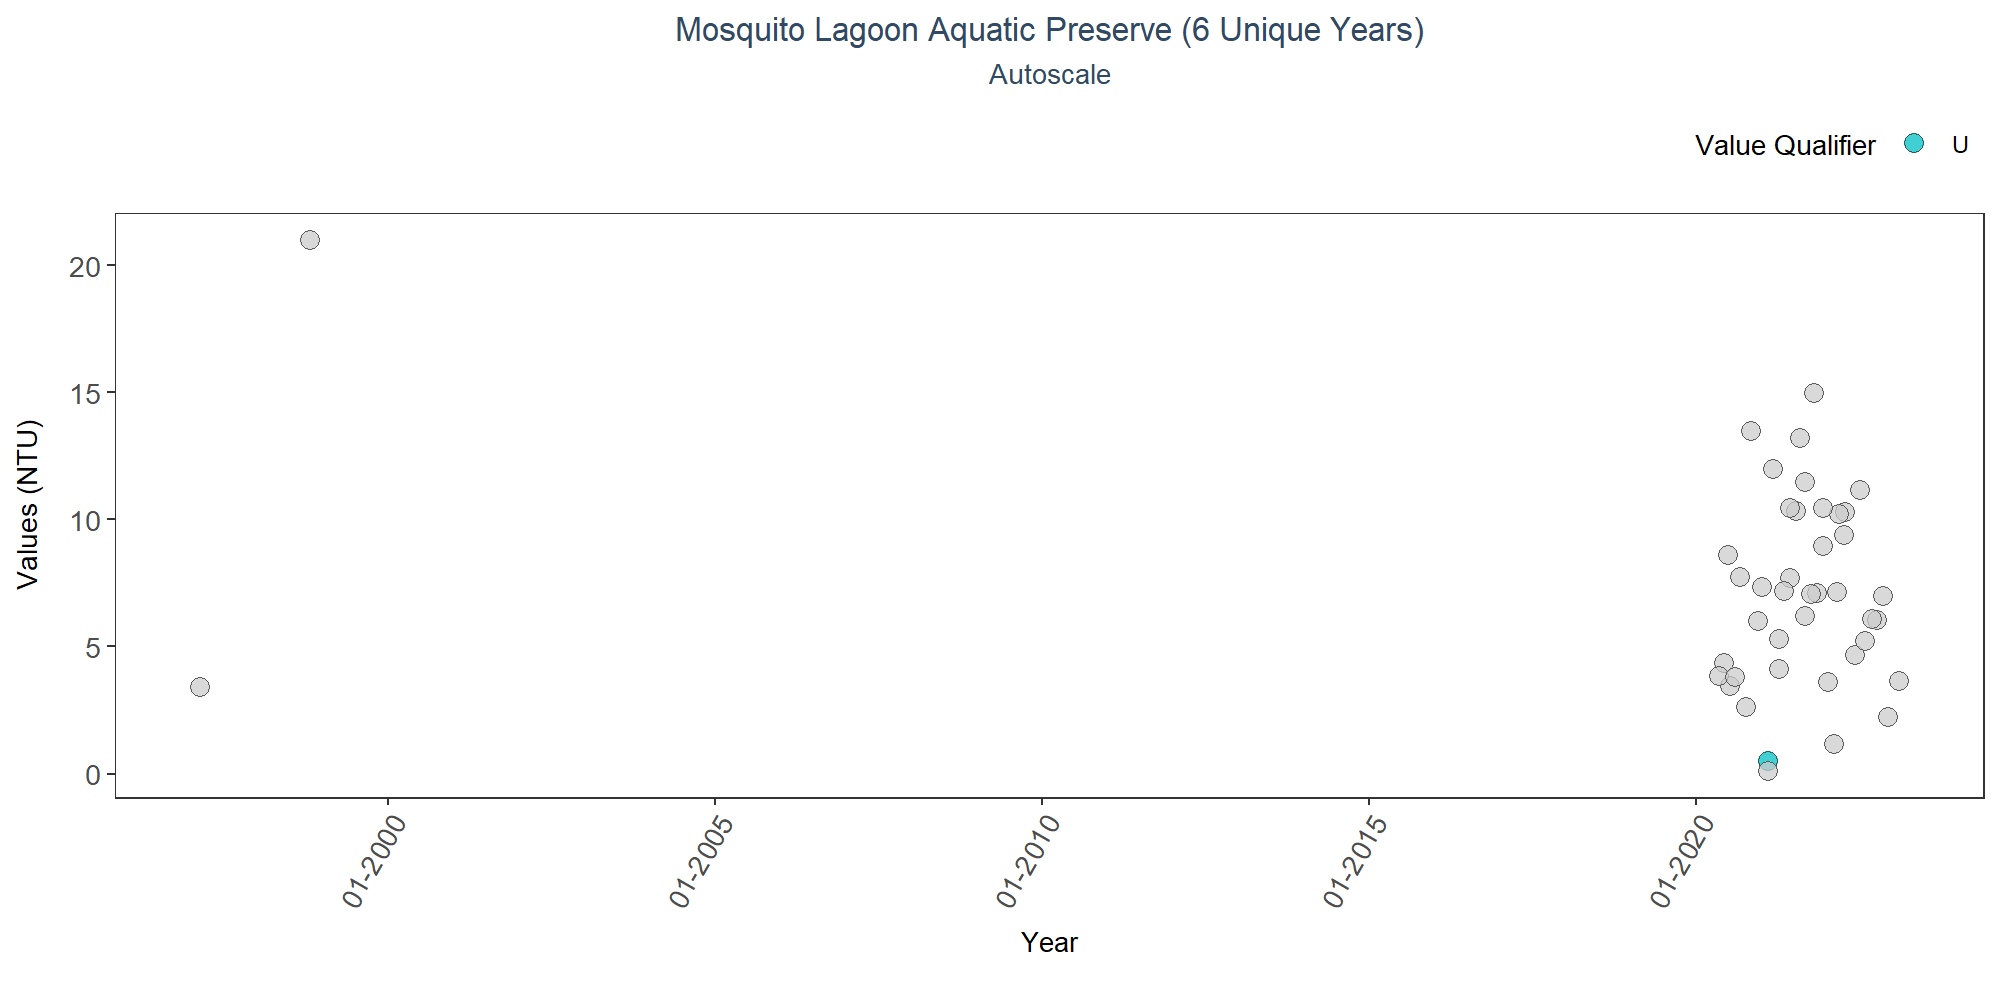 Mosquito Lagoon Aquatic Preserve (6 Unique Years)
Autoscale
Value Qualifier U
Values (NTU)
20
15
10
5
0
01-2000
01-2005
01-2010
01-2015
01-2020
Year